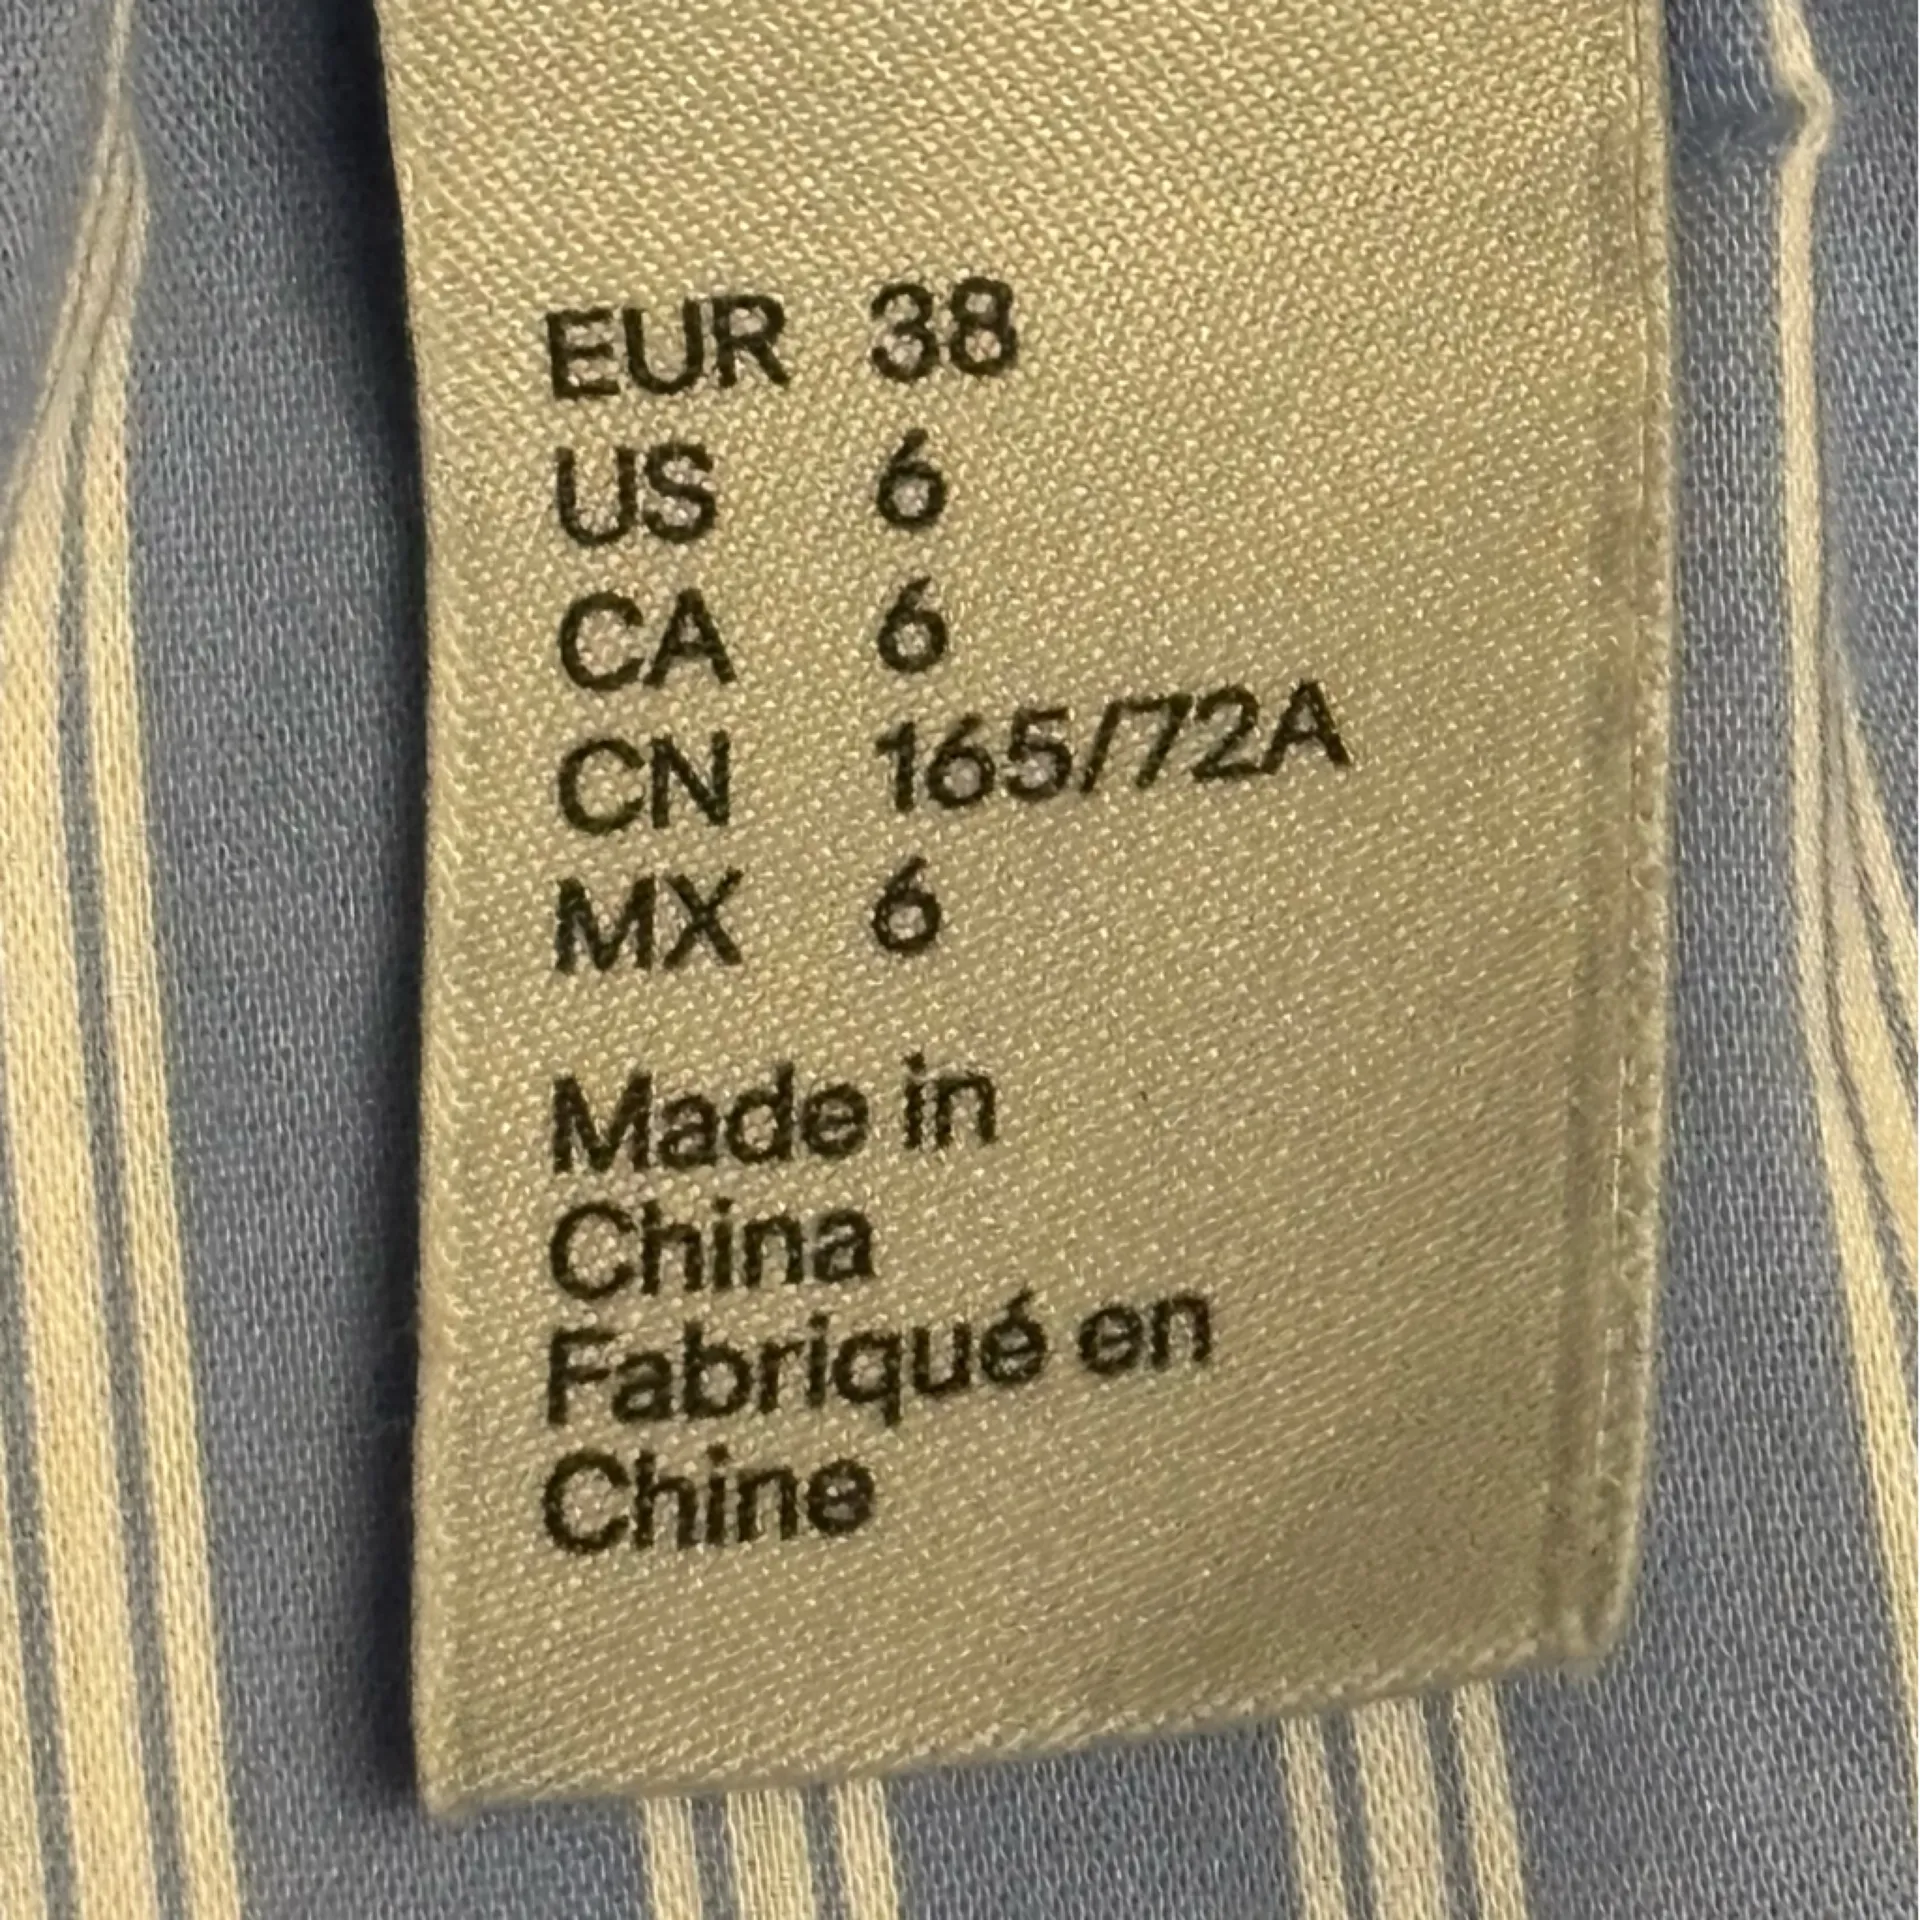 EUR 38
US 6
CA 6
CN 165/72A
MX 6
Made in
China
Fabriqué en
Chine